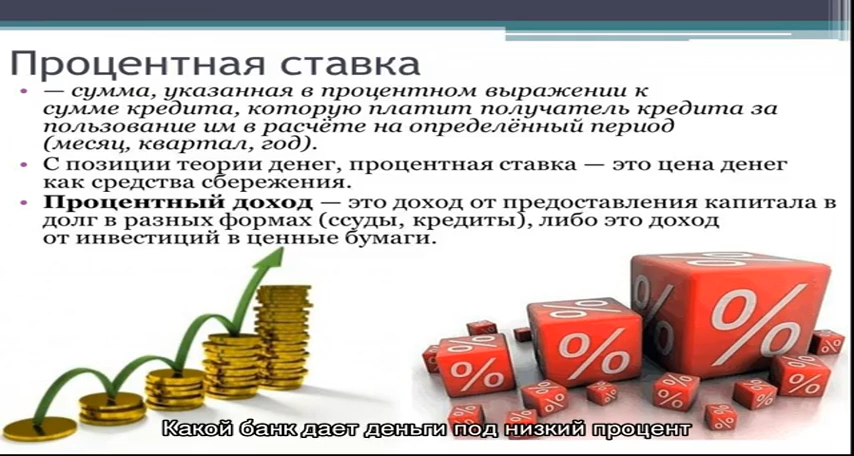 Процентная ставка
• — сумма, указанная в процентном выражении к
сумме кредита, которую платит получатель кредита за
пользование им в расчёте на определённый период
(месяц, квартал, год).
• С позиции теории денег, процентная ставка — это цена денег
как средства сбережения.
• Процентный доход — это доход от предоставления капитала в
долг в разных формах (ссуды, кредиты), либо это доход
от инвестиций в ценные бумаги.
% % %
Какой банк дает деньги под низкий процент